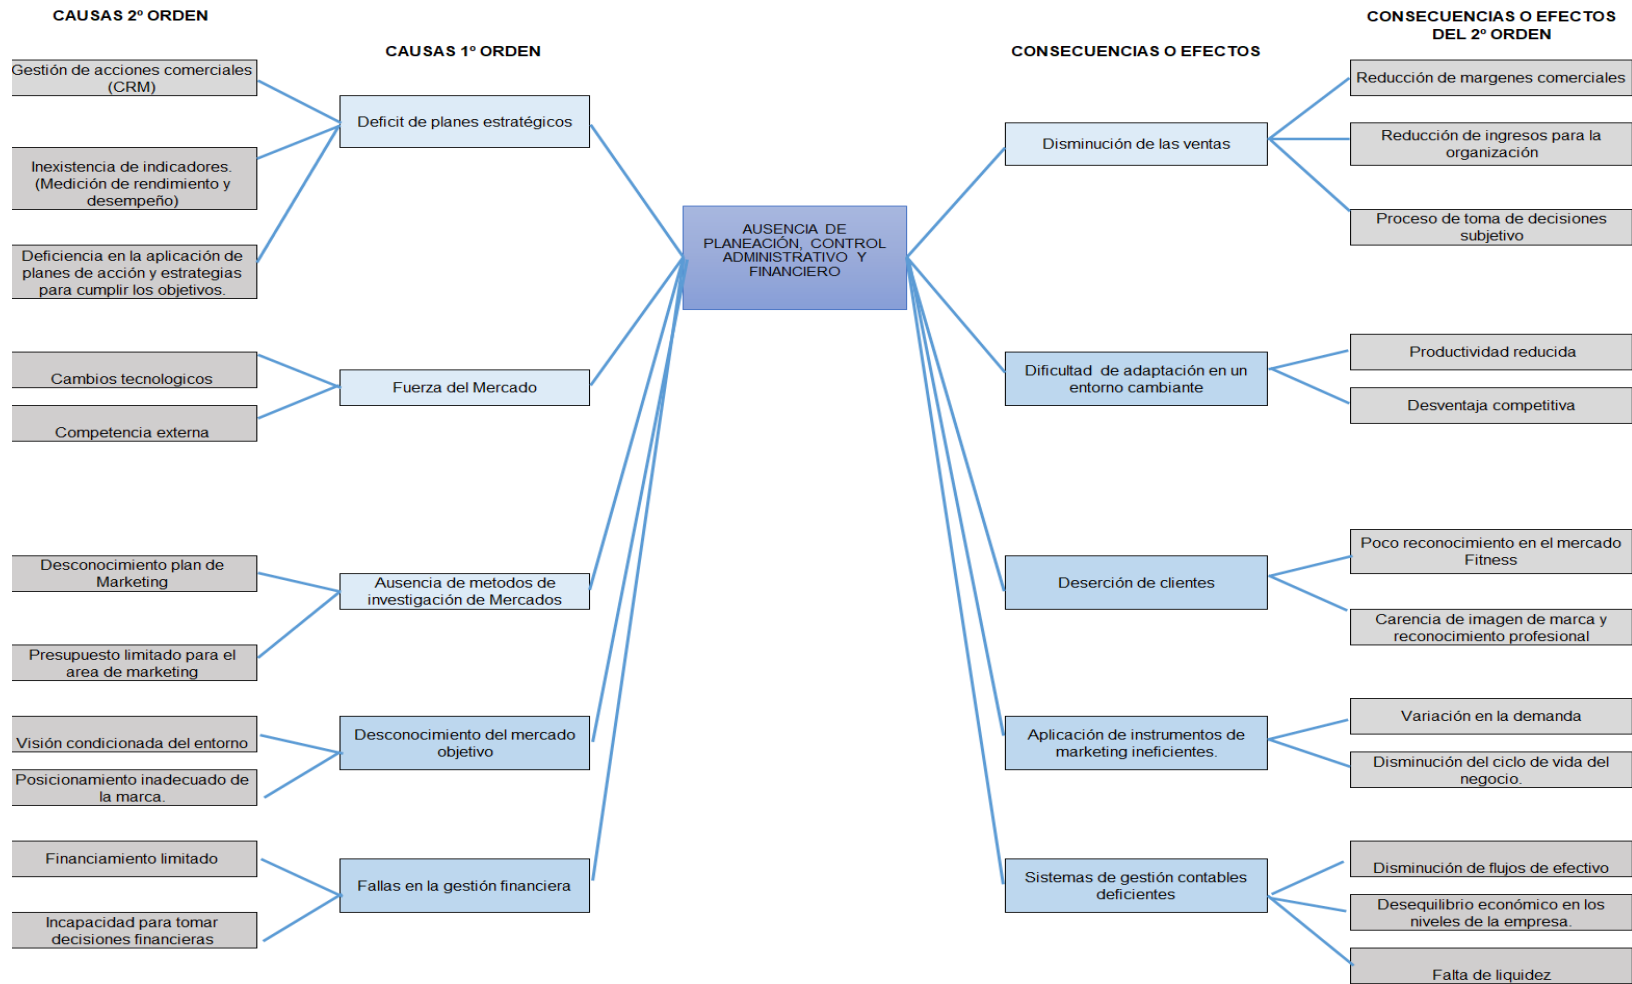 CAUSAS 2º ORDEN
Gestión de acciones comerciales
(CRM)
Inexistencia de indicadores.
(Medición de rendimiento y
desempeño)
Deficiencia en la aplicación de
planes de acción y estrategias
para cumplir los objetivos.
Cambios tecnologicos
Competencia externa
Desconocimiento plan de
Marketing
Presupuesto limitado para el
area de marketing
Visión condicionada del entorno
Posicionamiento inadecuado de
la marca.
Financiamiento limitado
Incapacidad para tomar
decisiones financieras
CAUSAS 1º ORDEN
Deficit de planes estratégicos
Fuerza del Mercado
Ausencia de metodos de
investigación de Mercados
Desconocimiento del mercado
objetivo
Fallas en la gestión financiera
AUSENCIA DE
PLANEACIÓN, CONTROL
ADMINISTRATIVO Y
FINANCIERO
CONSECUENCIAS O EFECTOS
Disminución de las ventas
Dificultad de adaptación en un
entorno cambiante
Deserción de clientes
Aplicación de instrumentos de
marketing ineficientes.
Sistemas de gestión contables
deficientes
CONSECUENCIAS O EFECTOS
DEL 2º ORDEN
Reducción de margenes comerciales
Reducción de ingresos para la
organización
Proceso de toma de decisiones
subjetivo
Productividad reducida
Desventaja competitiva
Poco reconocimiento en el mercado
Fitness
Carencia de imagen de marca y
reconocimiento profesional
Variación en la demanda
Disminución del ciclo de vida del
negocio.
Disminución de flujos de efectivo
Desequilibrio económico en los
niveles de la empresa.
Falta de liquidez